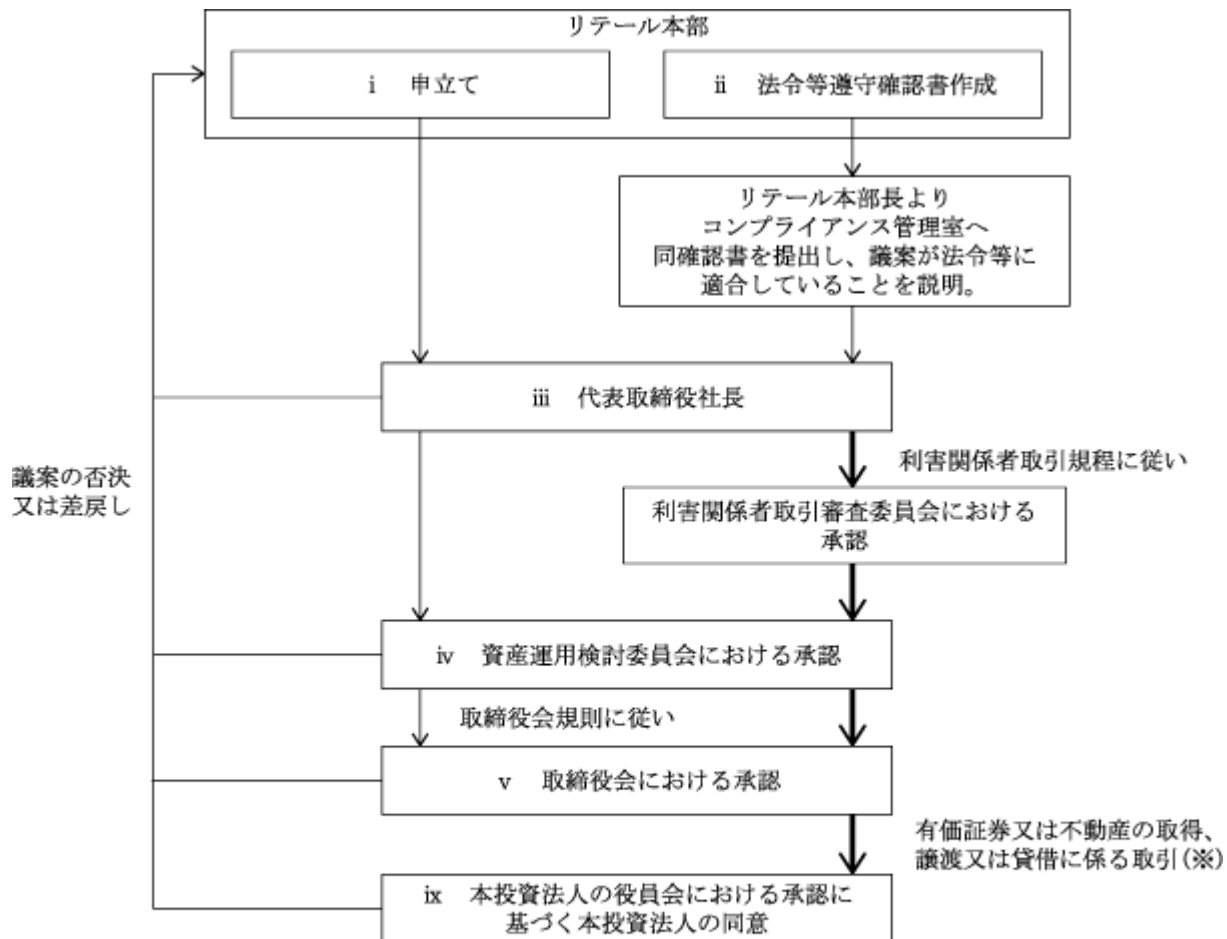 リテール本部
i 申立て
ii 法令等遵守確認書作成
リテール本部長より
コンプライアンス管理室へ
同確認書を提出し、議案が法令等に
適合していることを説明。
iii 代表取締役社長
利害関係者取引規程に従い
議案の否決
又は差戻し
利害関係者取引審査委員会における
承認
iv 資産運用検討委員会における承認
取締役会規則に従い
v 取締役会における承認
有価証券又は不動産の取得、
譲渡又は貸借に係る取引(※)
ix 本投資法人の役員会における承認に
基づく本投資法人の同意